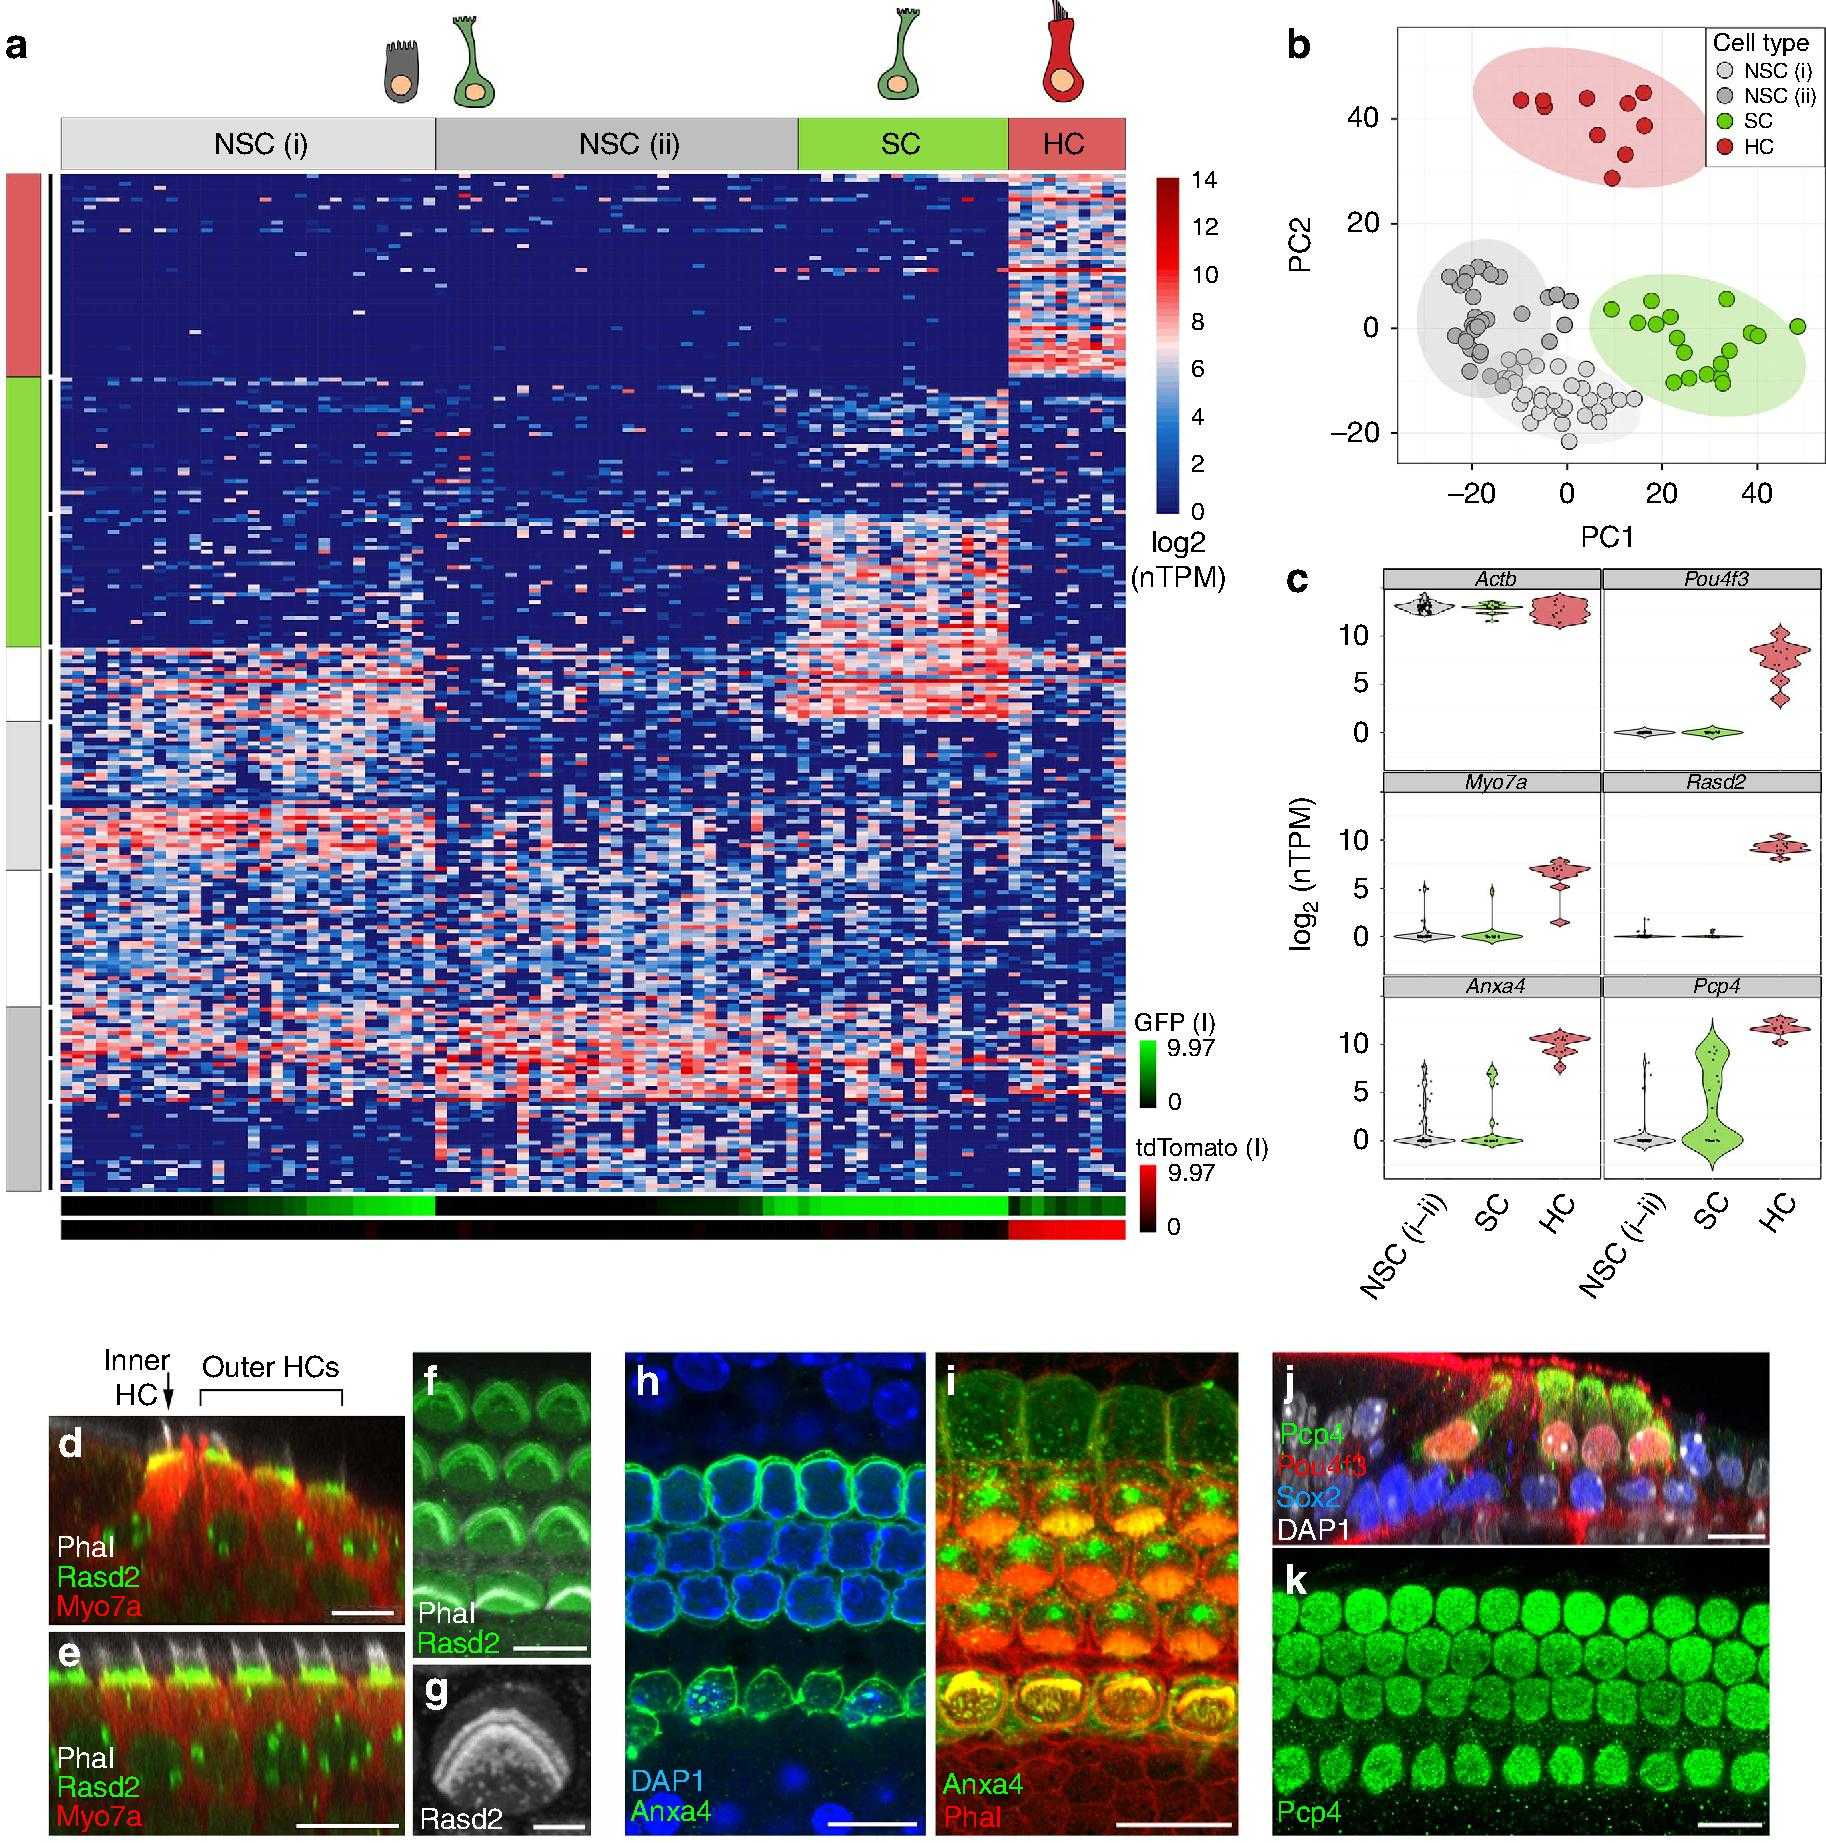 a
NSC (i)
NSC (ii)
SC
HC
14
12
10
8
6
4
2
0
log2
(nTPM)
GFP (I)
9.97
0
tdTomato (I)
9.97
0
b
Cell type
NSC (i)
NSC (ii)
SC
HC
40
20
0
−20
PC2
−20
0
20
40
PC1
c
Actb
Pou4f3
10
5
0
Myo7a
Rasd2
10
5
0
Anxa4
Pcp4
10
5
0
log2 (nTPM)
NSC (i–ii)
SC
HC
NSC (i–ii)
SC
HC
Inner
HC
Outer HCs
d
Phal
Rasd2
Myo7a
e
Phal
Rasd2
Myo7a
f
Phal
Rasd2
g
Rasd2
h
DAP1
Anxa4
i
Anxa4
Phal
j
Pcp4
Pou4f3
Sox2
DAP1
k
Pcp4